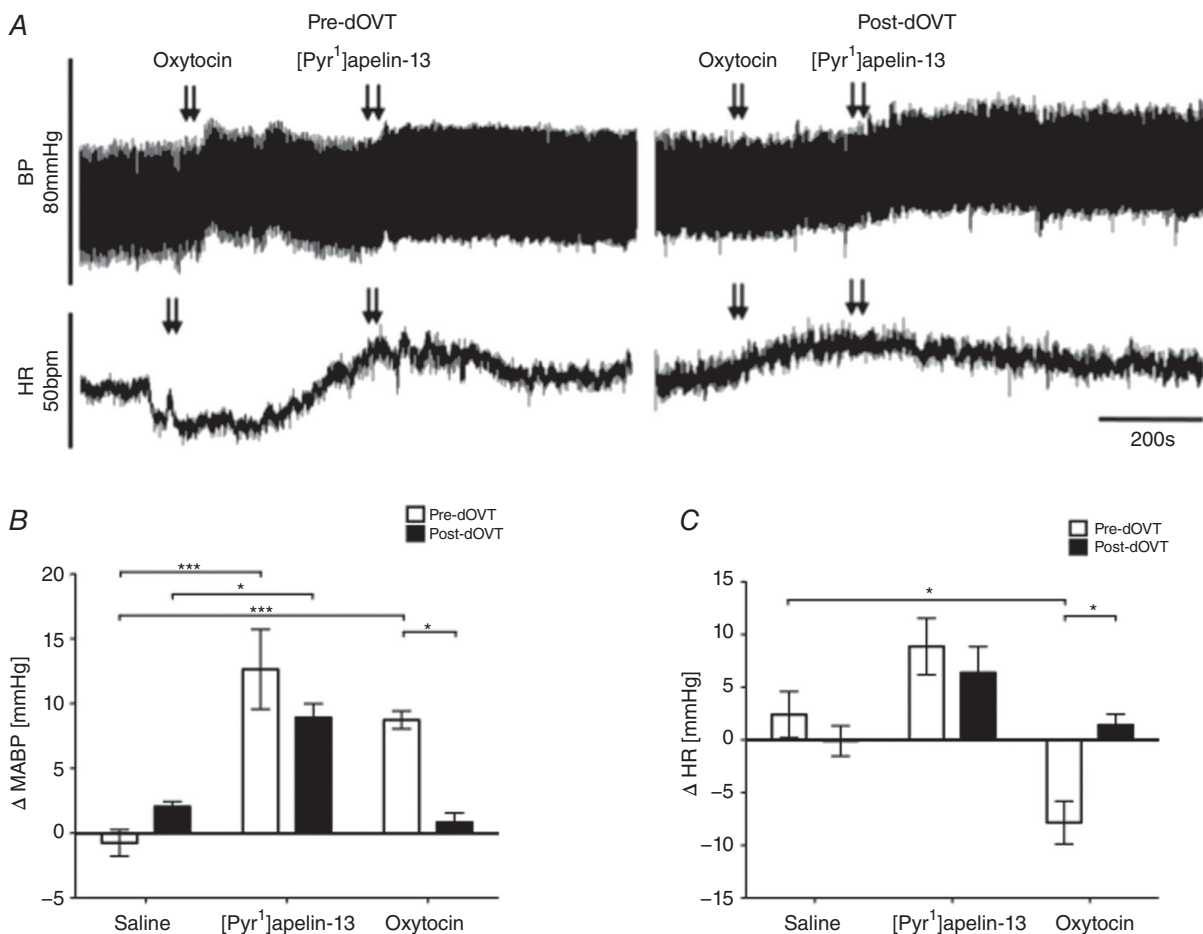 A
Pre-dOVT
Post-dOVT
Oxytocin
[Pyr¹]apelin-13
Oxytocin
[Pyr¹]apelin-13
BP
80mmHg
HR
50bpm
200s
B
Pre-dOVT
Post-dOVT
Δ MABP [mmHg]
20
15
10
5
0
−5
***
*
***
*
Saline
[Pyr¹]apelin-13
Oxytocin
C
Pre-dOVT
Post-dOVT
Δ HR [mmHg]
15
10
5
0
−5
−10
−15
*
*
Saline
[Pyr¹]apelin-13
Oxytocin